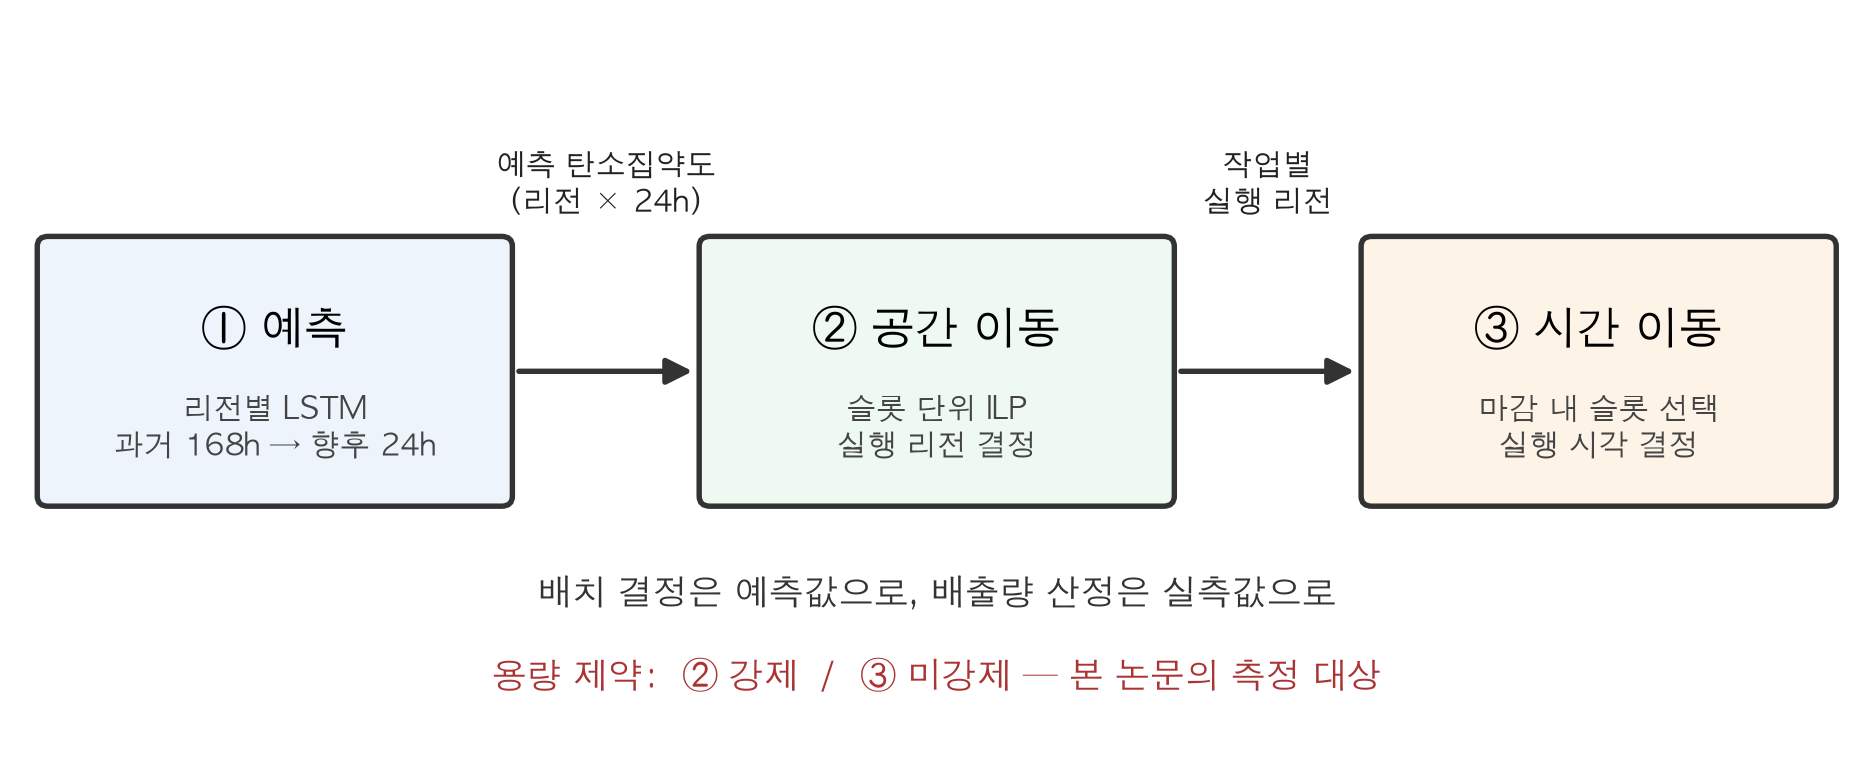 예측 탄소집약도
(리전 × 24h)
작업별
실행 리전
① 예측
리전별 LSTM
과거 168h → 향후 24h
② 공간 이동
슬롯 단위 ILP
실행 리전 결정
③ 시간 이동
마감 내 슬롯 선택
실행 시각 결정
배치 결정은 예측값으로, 배출량 산정은 실측값으로
용량 제약: ② 강제 / ③ 미강제 — 본 논문의 측정 대상